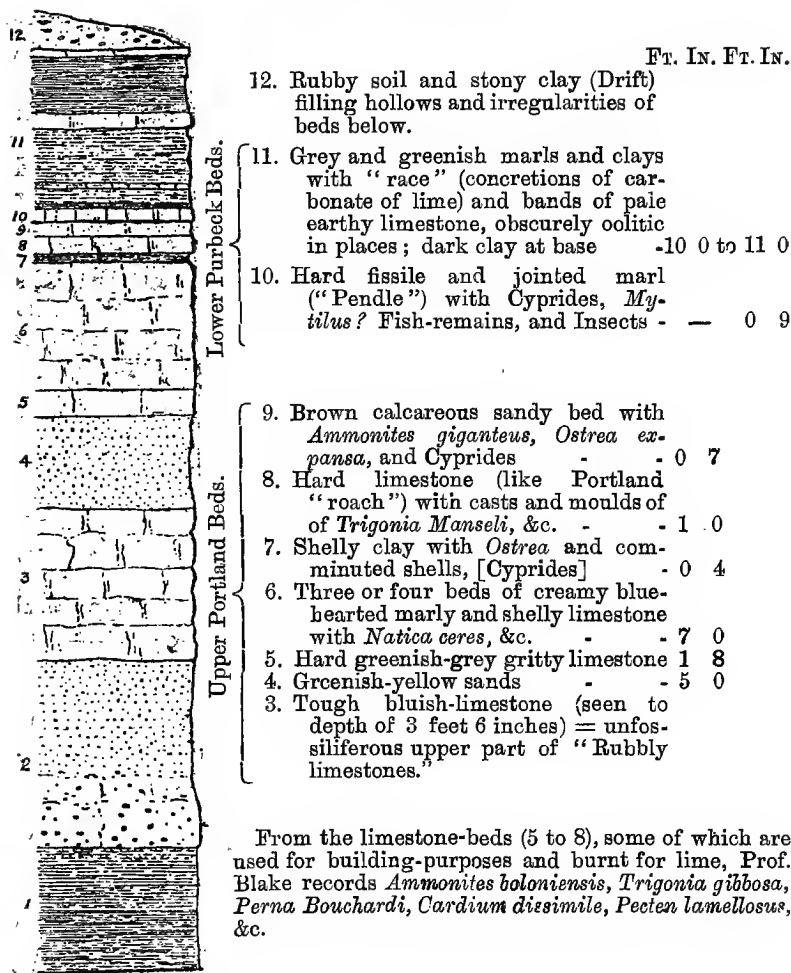 Ft. In. Ft. In.
12. Rubby soil and stony clay (Drift)
filling hollows and irregularities of
beds below.
11. Grey and greenish marls and clays
with “race” (concretions of car-
bonate of lime) and bands of pale
earthy limestone, obscurely oolitic
in places; dark clay at base -10 0 to 11 0
10. Hard fissile and jointed marl
(“Pendle”) with Cyprides, My-
tilus? Fish-remains, and Insects - — 0 9
Lower Purbeck Beds.
9. Brown calcareous sandy bed with
Ammonites giganteus, Ostrea ex-
pansa, and Cyprides - - 0 7
8. Hard limestone (like Portland
“roach”) with casts and moulds of
of Trigonia Manseli, &c. - - 1 0
7. Shelly clay with Ostrea and com-
minuted shells, [Cyprides] - 0 4
6. Three or four beds of creamy blue-
hearted marly and shelly limestone
with Natica ceres, &c. - - 7 0
5. Hard greenish-grey gritty limestone 1 8
4. Greenish-yellow sands - - 5 0
3. Tough bluish-limestone (seen to
depth of 3 feet 6 inches) = unfos-
siliferous upper part of “Rubbly
limestones.”
Upper Portland Beds.
12
11
10
9
8
7
6
5
4
3
2
1
From the limestone-beds (5 to 8), some of which are
used for building-purposes and burnt for lime, Prof.
Blake records Ammonites boloniensis, Trigonia gibbosa,
Perna Bouchardi, Cardium dissimile, Pecten lamellosus,
&c.